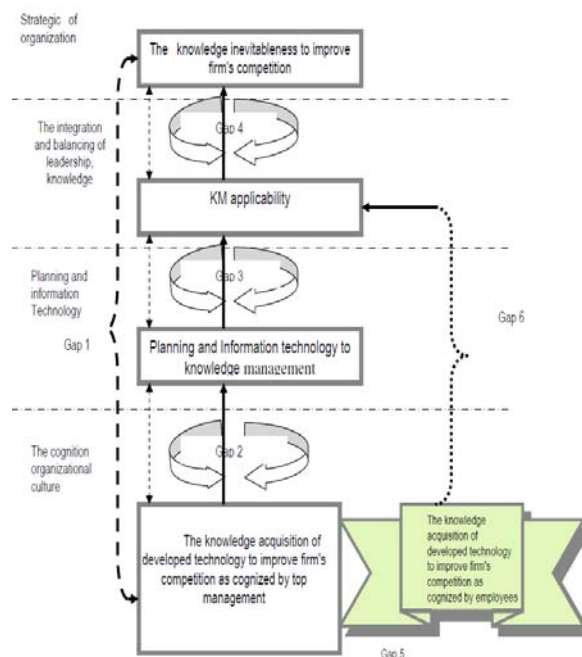 Strategic of
organization
The knowledge inevitableness to improve
firm's competition
Gap 4
The integration
and balancing of
leadership,
knowledge
KM applicability
Gap 3
Planning and
information
Technology
Gap 1
Gap 6
Planning and Information technology to
knowledge management
Gap 2
The cognition
organizational
culture
The knowledge acquisition of
developed technology to improve firm's
competition as cognized by top
management
The knowledge
acquisition of
developed technology
to improve firm's
competition as
cognized by employees
Gap 5